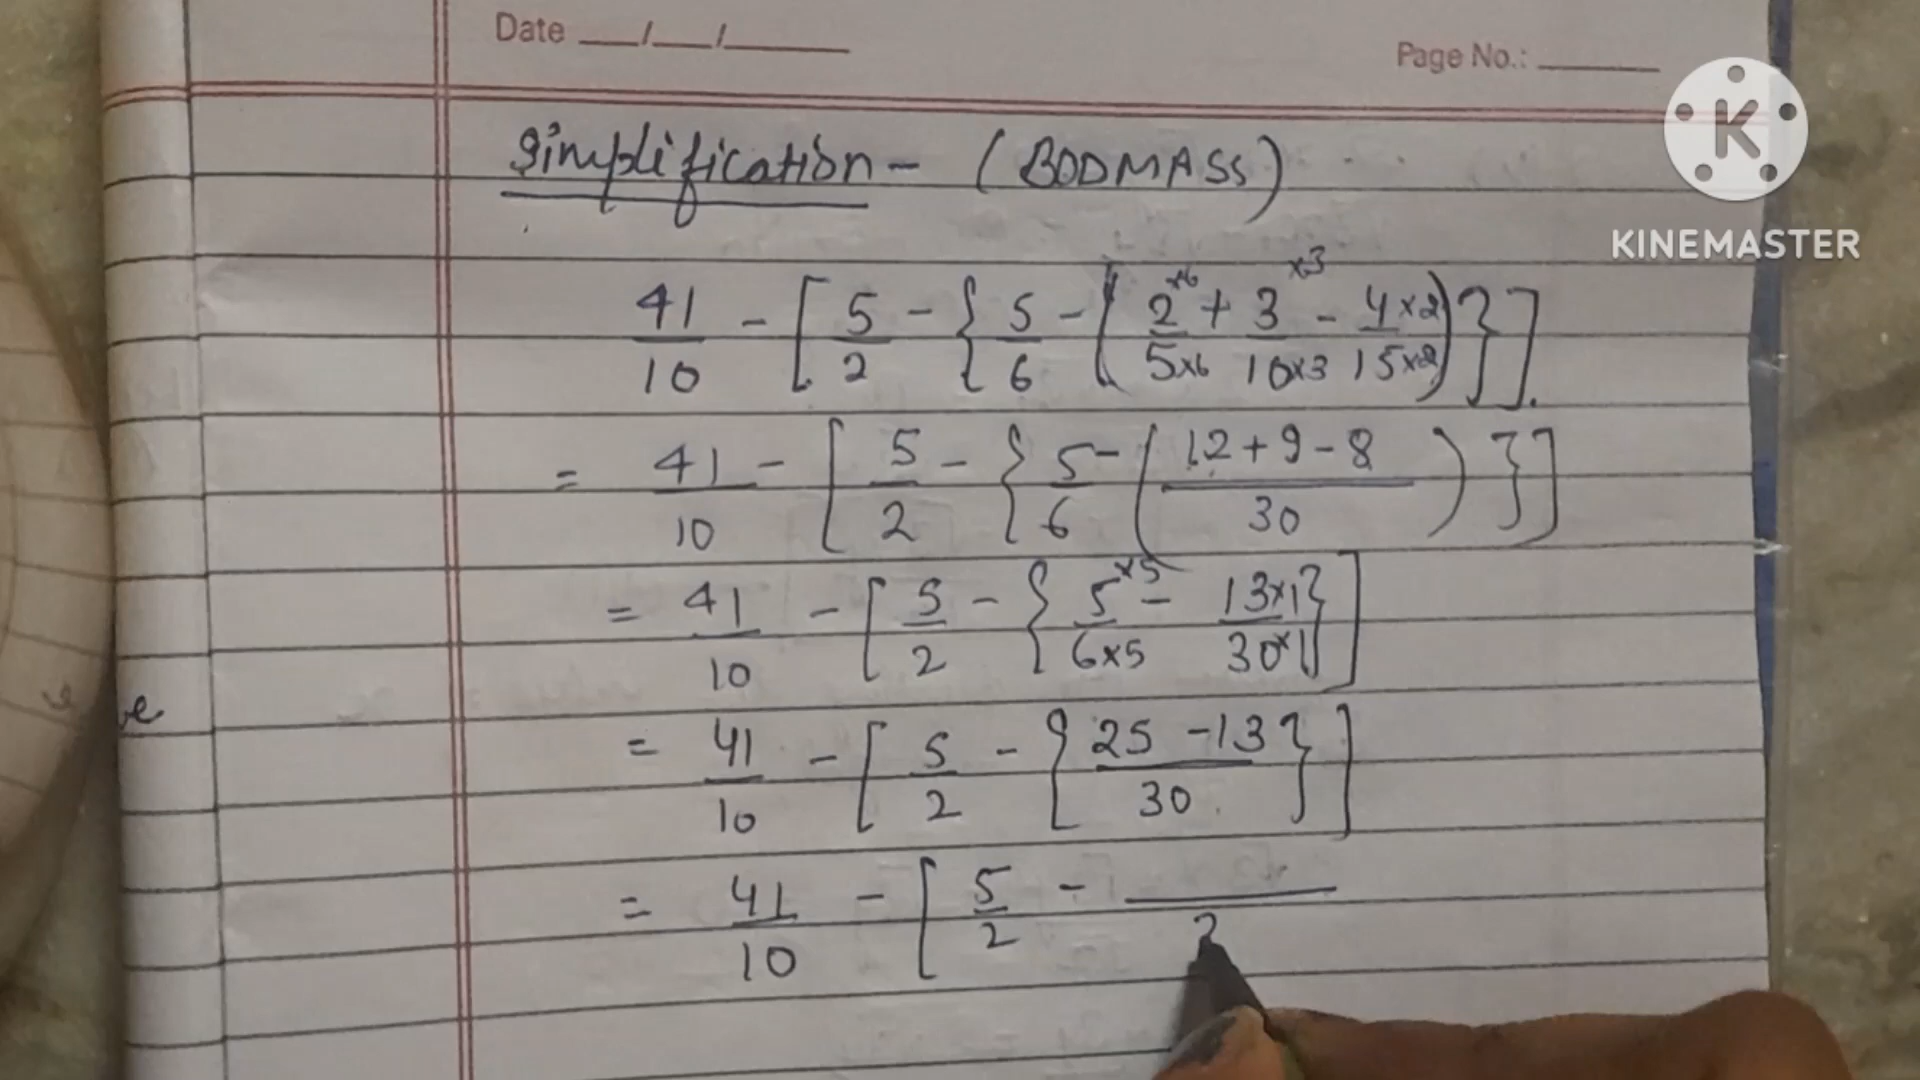 Date __/__/____
Page No.: ____
K
KINEMASTER
Simplification - (BODMASS)
41/10 - [5/2 - {5/6 - (2×6/5×6 + 3×3/10×3 - 4×2/15×2)}].
= 41/10 - [5/2 - {5/6 - (12+9-8/30)}]
= 41/10 - [5/2 - {5×5/6×5 - 13×1/30×1}]
e
= 41/10 - [5/2 - {25-13/30}]
= 41/10 - [5/2 - /3